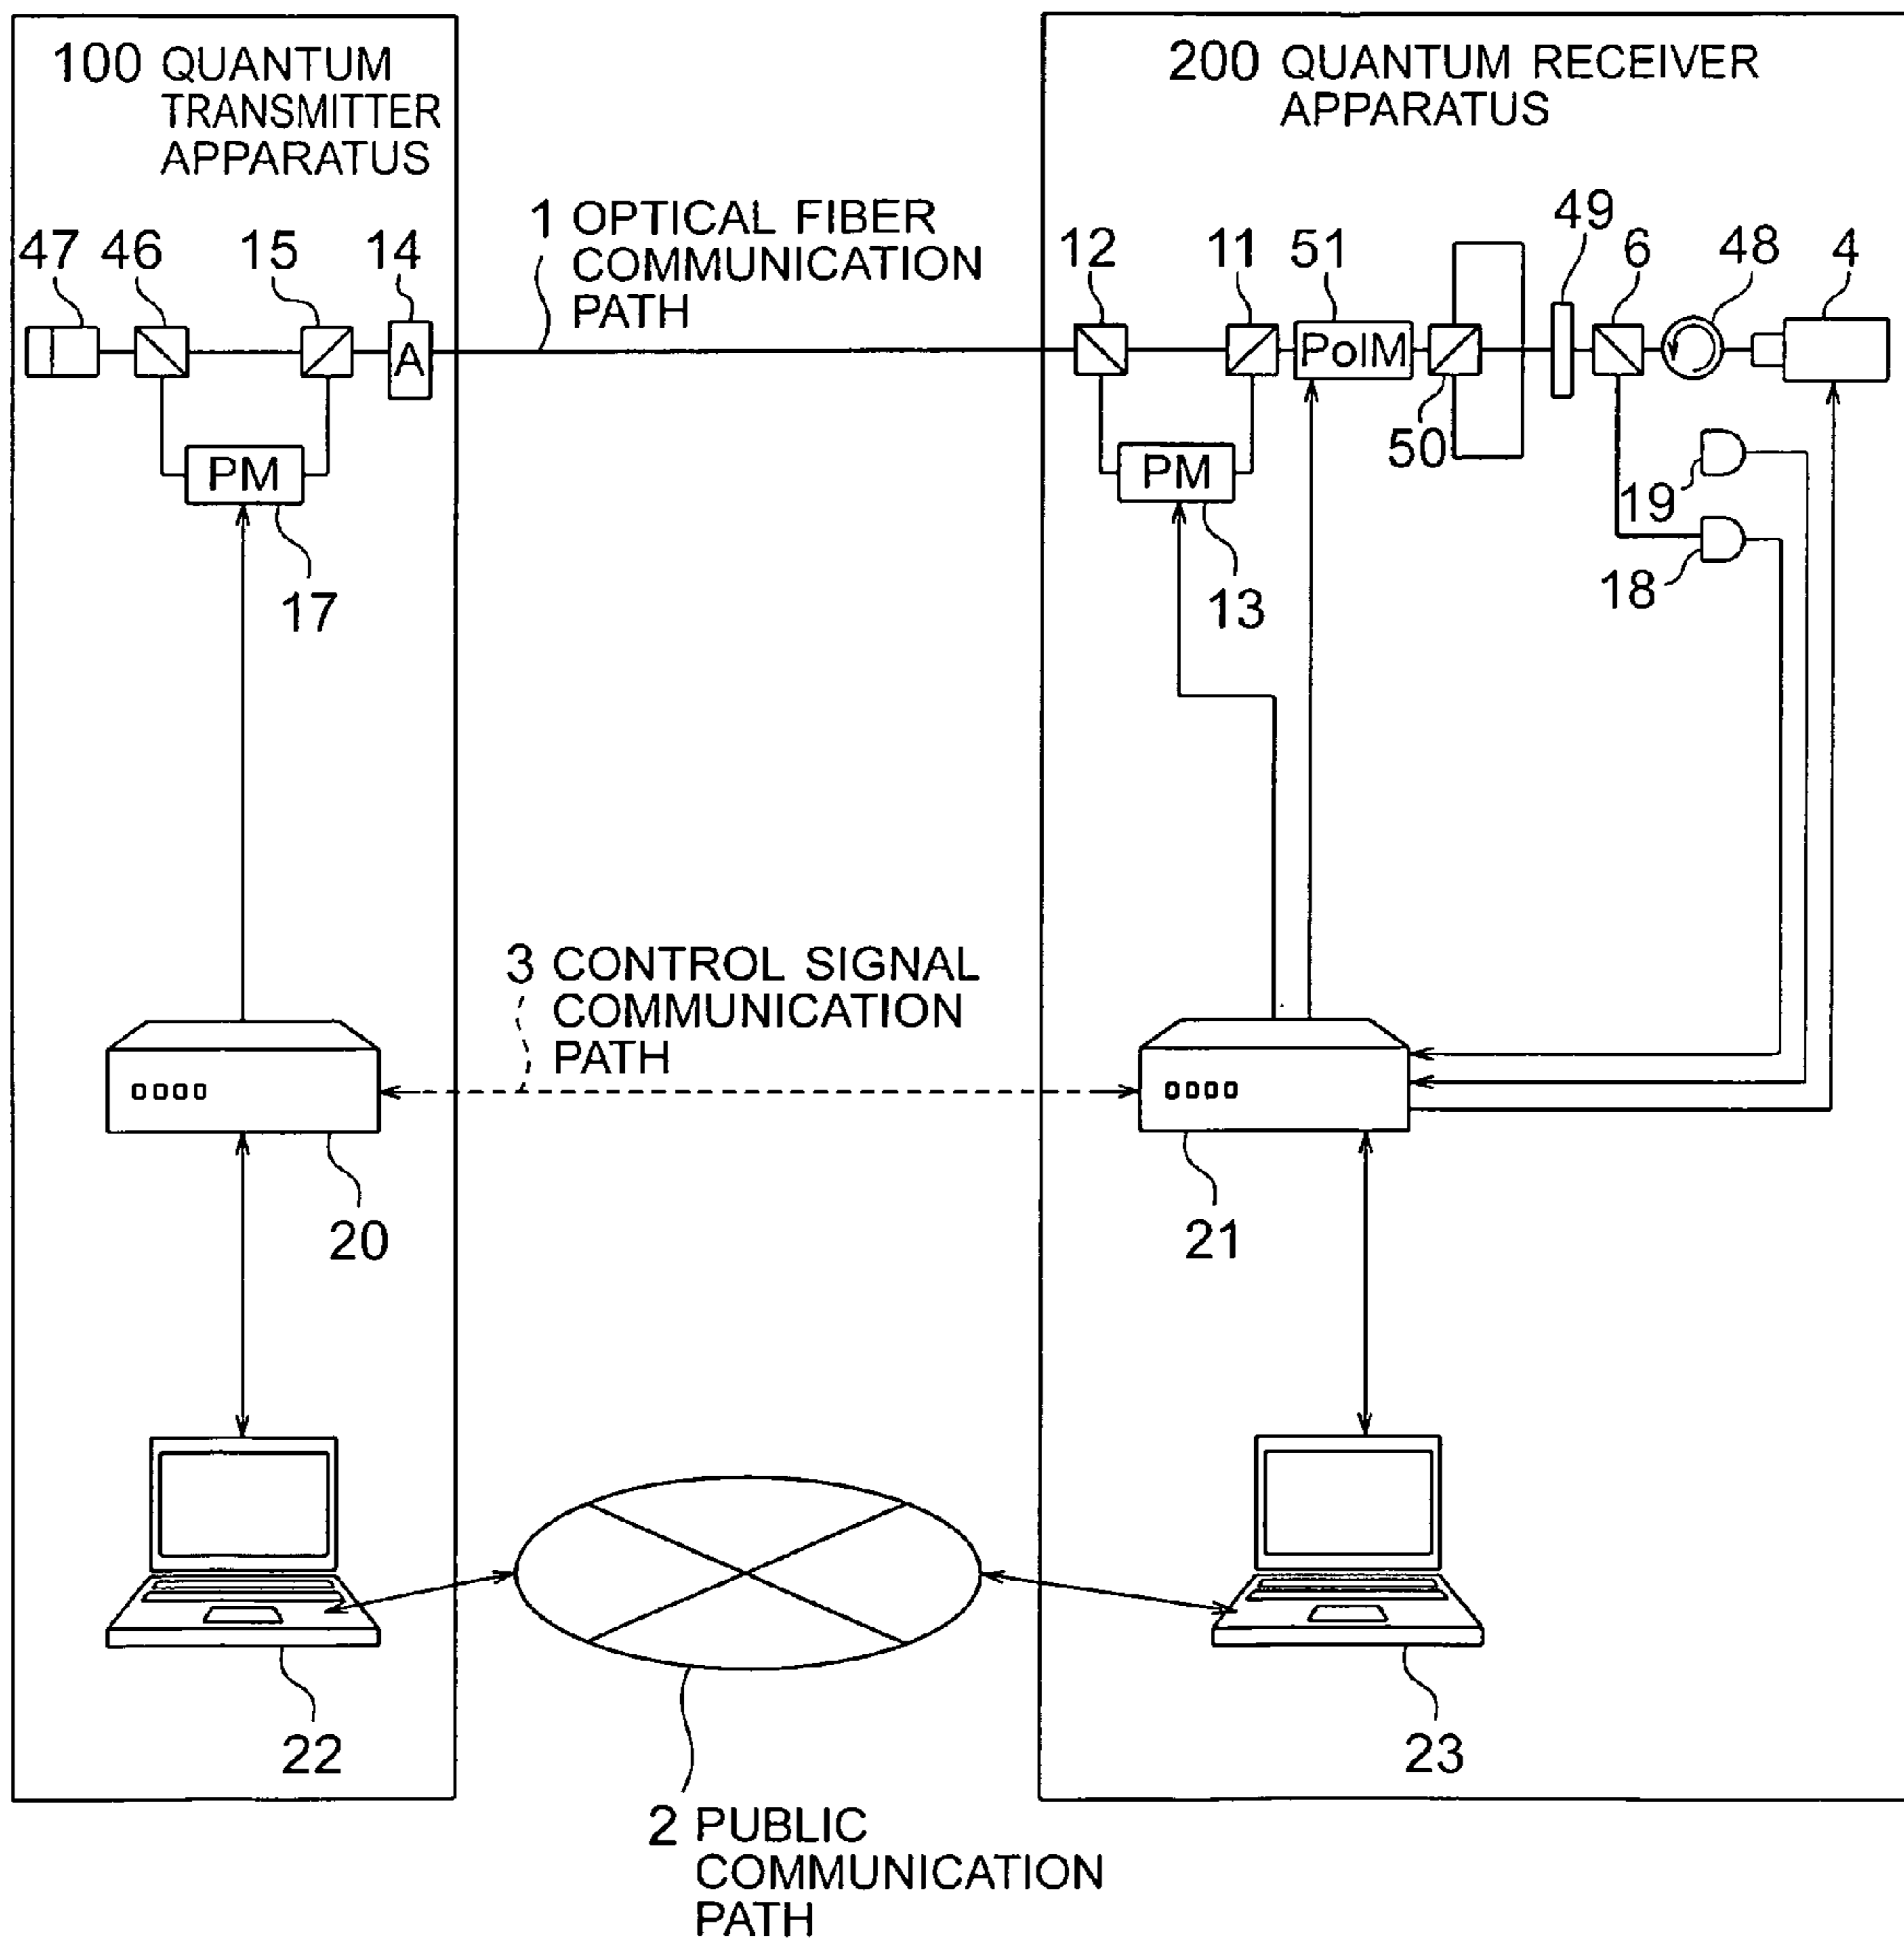 100 QUANTUM
TRANSMITTER
APPARATUS
200 QUANTUM RECEIVER
APPARATUS
1 OPTICAL FIBER
COMMUNICATION
PATH
47
46
15
14
12
11
51
49
6
48
4
A
PolM
50
PM
PM
19
18
17
13
3 CONTROL SIGNAL
COMMUNICATION
PATH
20
21
22
23
2 PUBLIC
COMMUNICATION
PATH